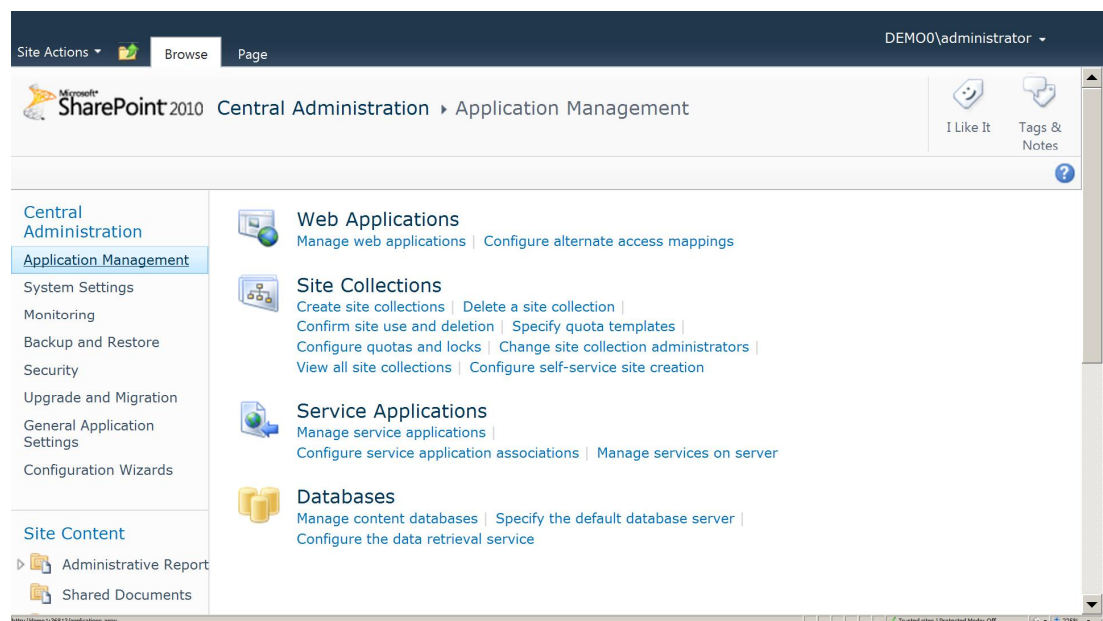 DEMO0\administrator
Site Actions
Browse
Page
Microsoft®
SharePoint 2010
Central Administration
Application Management
I Like It
Tags &
Notes
Central
Administration
Application Management
System Settings
Monitoring
Backup and Restore
Security
Upgrade and Migration
General Application
Settings
Configuration Wizards
Site Content
Administrative Report
Shared Documents
Web Applications
Manage web applications | Configure alternate access mappings
Site Collections
Create site collections | Delete a site collection |
Confirm site use and deletion | Specify quota templates |
Configure quotas and locks | Change site collection administrators |
View all site collections | Configure self-service site creation
Service Applications
Manage service applications |
Configure service application associations | Manage services on server
Databases
Manage content databases | Specify the default database server |
Configure the data retrieval service